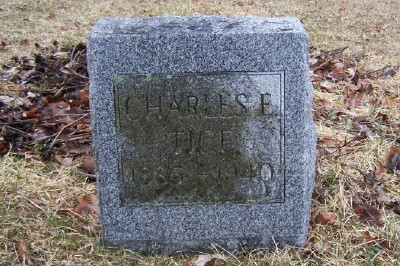 CHARLES E.
TICE
1885 – 1940